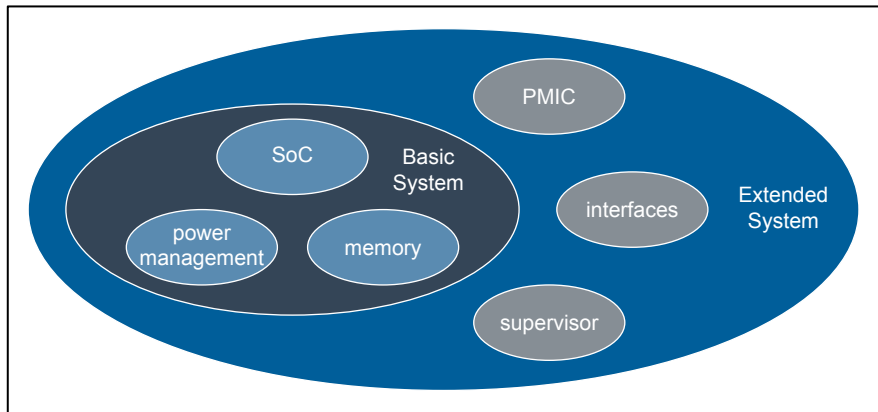 PMIC
SoC
Basic
System
power
management
memory
interfaces
Extended
System
supervisor